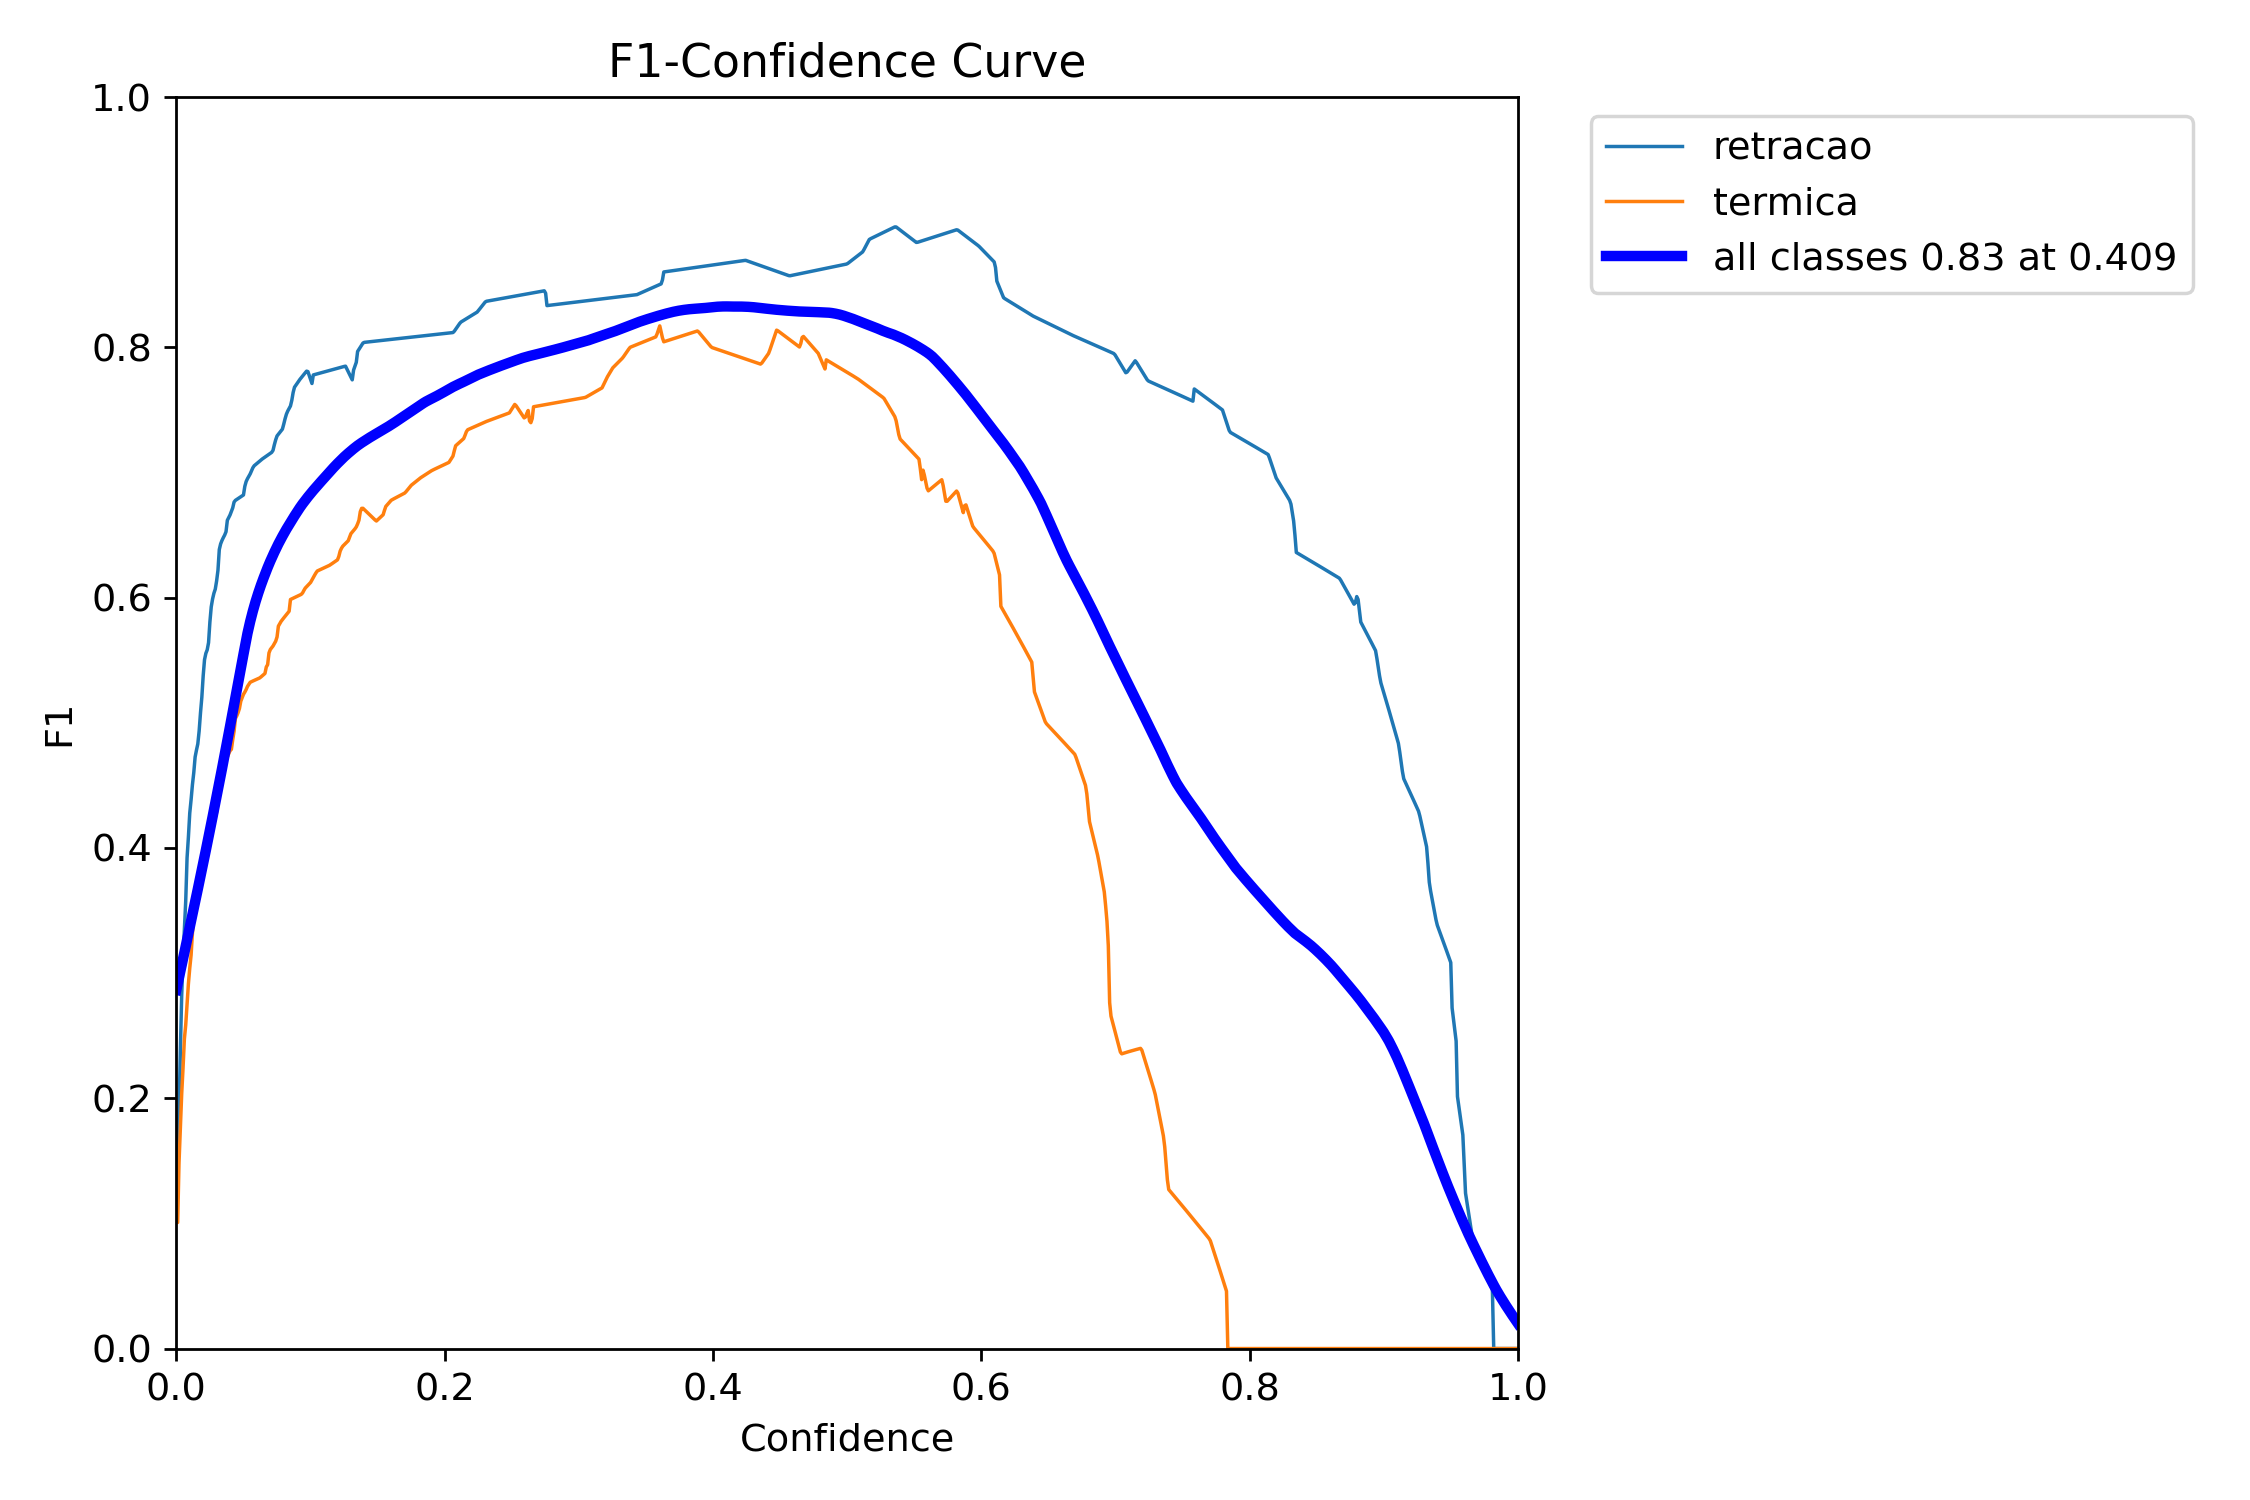 F1-Confidence Curve
1.0
0.8
0.6
0.4
0.2
0.0
F1
0.0 0.2 0.4 0.6 0.8 1.0
Confidence
retracao
termica
all classes 0.83 at 0.409